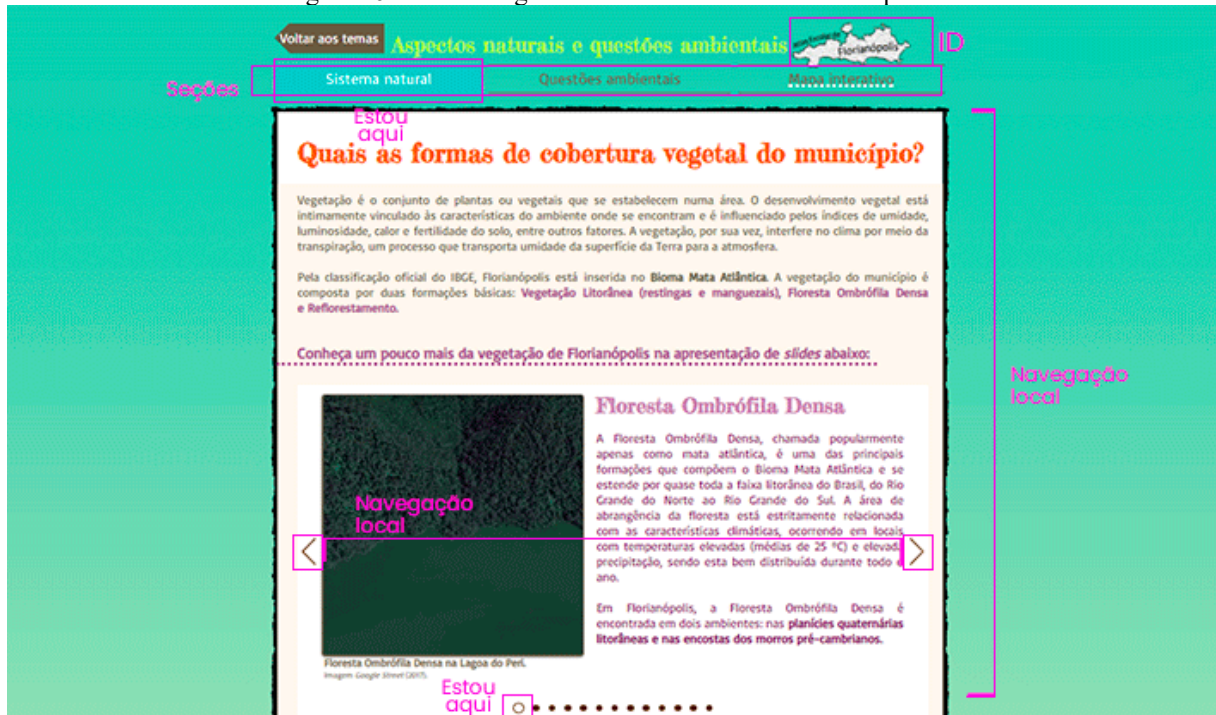 Voltar aos temas
Aspectos naturais e questões ambientais
Atlas Escolar de
Florianópolis
ID
Seções
Sistema natural
Questões ambientais
Mapa interativo
Estou
aqui
Quais as formas de cobertura vegetal do município?
Vegetação é o conjunto de plantas ou vegetais que se estabelecem numa área. O desenvolvimento vegetal está
intimamente vinculado às características do ambiente onde se encontram e é influenciado pelos índices de umidade,
luminosidade, calor e fertilidade do solo, entre outros fatores. A vegetação, por sua vez, interfere no clima por meio da
transpiração, um processo que transporta umidade da superfície da Terra para a atmosfera.
Pela classificação oficial do IBGE, Florianópolis está inserida no Bioma Mata Atlântica. A vegetação do município é
composta por duas formações básicas: Vegetação Litorânea (restingas e manguezais), Floresta Ombrófila Densa
e Reflorestamento.
Conheça um pouco mais da vegetação de Florianópolis na apresentação de slides abaixo:
Navegação
local
Floresta Ombrófila Densa
A Floresta Ombrófila Densa, chamada popularmente
apenas como mata atlântica, é uma das principais
formações que compõem o Bioma Mata Atlântica e se
estende por quase toda a faixa litorânea do Brasil, do Rio
Grande do Norte ao Rio Grande do Sul. A área de
abrangência da floresta está estritamente relacionada
com as características climáticas, ocorrendo em locais
com temperaturas elevadas (médias de 25 °C) e elevada
precipitação, sendo esta bem distribuída durante todo o
ano.
Em Florianópolis, a Floresta Ombrófila Densa é
encontrada em dois ambientes: nas planícies quaternárias
litorâneas e nas encostas dos morros pré-cambrianos.
Navegação
local
Floresta Ombrófila Densa na Lagoa do Peri.
Imagem Google Street (2017).
Estou
aqui